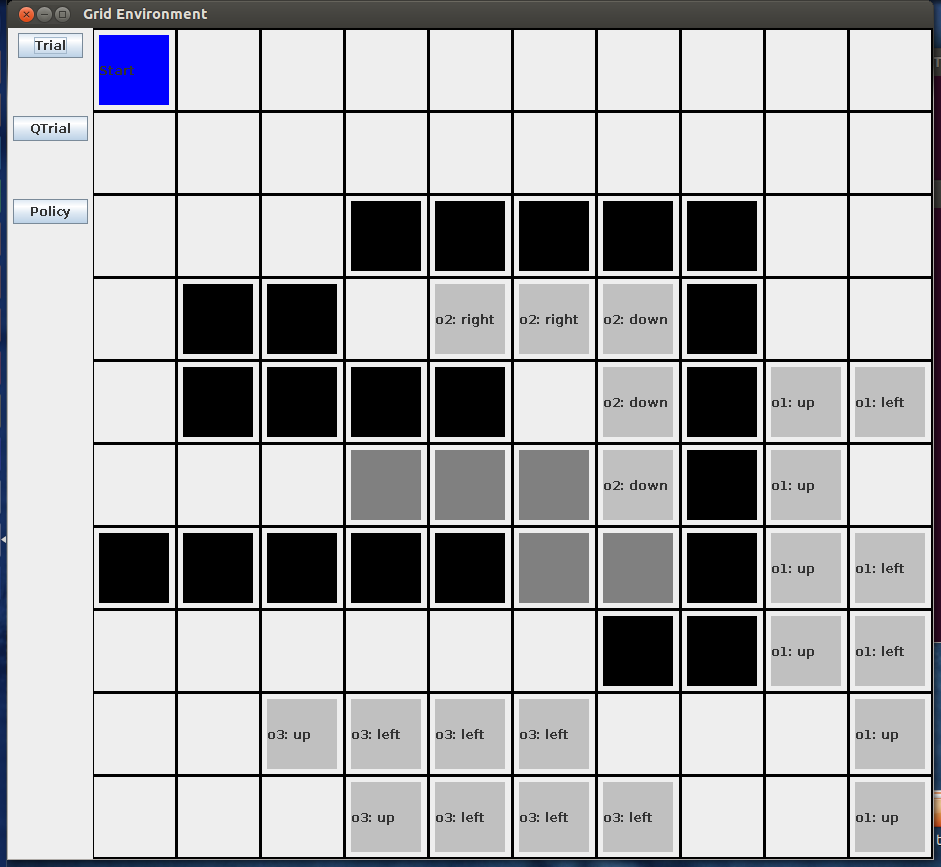 Grid Environment
Trial
Start
QTrial
Policy
o2: right o2: right o2: down
o2: down o1: up o1: left
o2: down o1: up
o1: up o1: left
o1: up o1: left
o3: up o3: left o3: left o3: left o1: up
o3: up o3: left o3: left o3: left o1: up